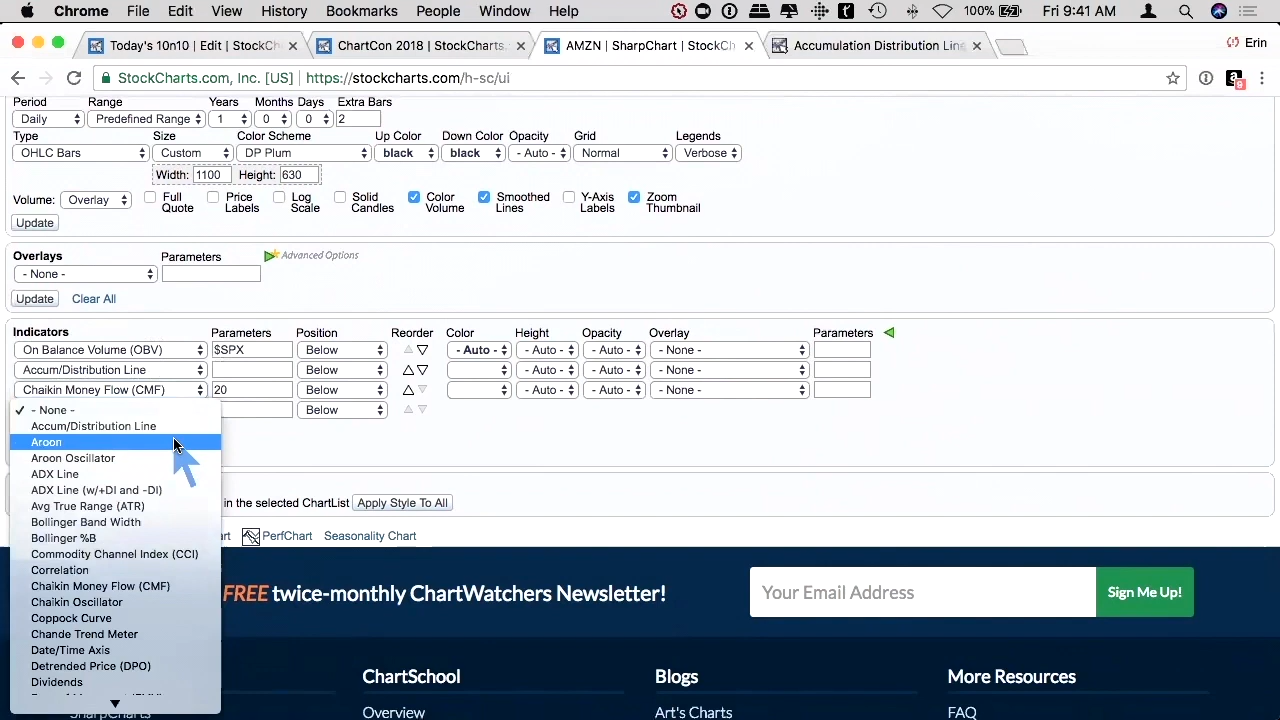 Chrome File Edit View History Bookmarks People Window Help 100% Fri 9:41 AM
Today's 10n10 | Edit | StockCh ChartCon 2018 | StockCharts. AMZN | SharpChart | StockCh Accumulation Distribution Line Erin
StockCharts.com, Inc. [US] https://stockcharts.com/h-sc/ui
Period Range Years Months Days Extra Bars
Daily Predefined Range 1 0 0 2
Type Size Color Scheme Up Color Down Color Opacity Grid Legends
OHLC Bars Custom DP Plum black black - Auto - Normal Verbose
Width: 1100 Height: 630
Volume: Overlay Full Quote Price Labels Log Scale Solid Candles Color Volume Smoothed Lines Y-Axis Labels Zoom Thumbnail
Update
Overlays Parameters Advanced Options
- None -
Update Clear All
Indicators Parameters Position Reorder Color Height Opacity Overlay Parameters
On Balance Volume (OBV) $SPX Below - Auto - - Auto - - Auto - - None -
Accum/Distribution Line Below - Auto - - Auto - - None -
Chaikin Money Flow (CMF) 20 Below - Auto - - Auto - - None -
- None - Below
Accum/Distribution Line
Aroon
Aroon Oscillator
ADX Line
ADX Line (w/+DI and -DI)
Avg True Range (ATR) in the selected ChartList Apply Style To All
Bollinger Band Width
Bollinger %B PerfChart Seasonality Chart
Commodity Channel Index (CCI)
Correlation
Chaikin Money Flow (CMF) FREE twice-monthly ChartWatchers Newsletter! Your Email Address Sign Me Up!
Chaikin Oscillator
Coppock Curve
Chande Trend Meter
Date/Time Axis
Detrended Price (DPO)
Dividends
ChartSchool Blogs More Resources
SharpCharts Overview Art's Charts FAQ